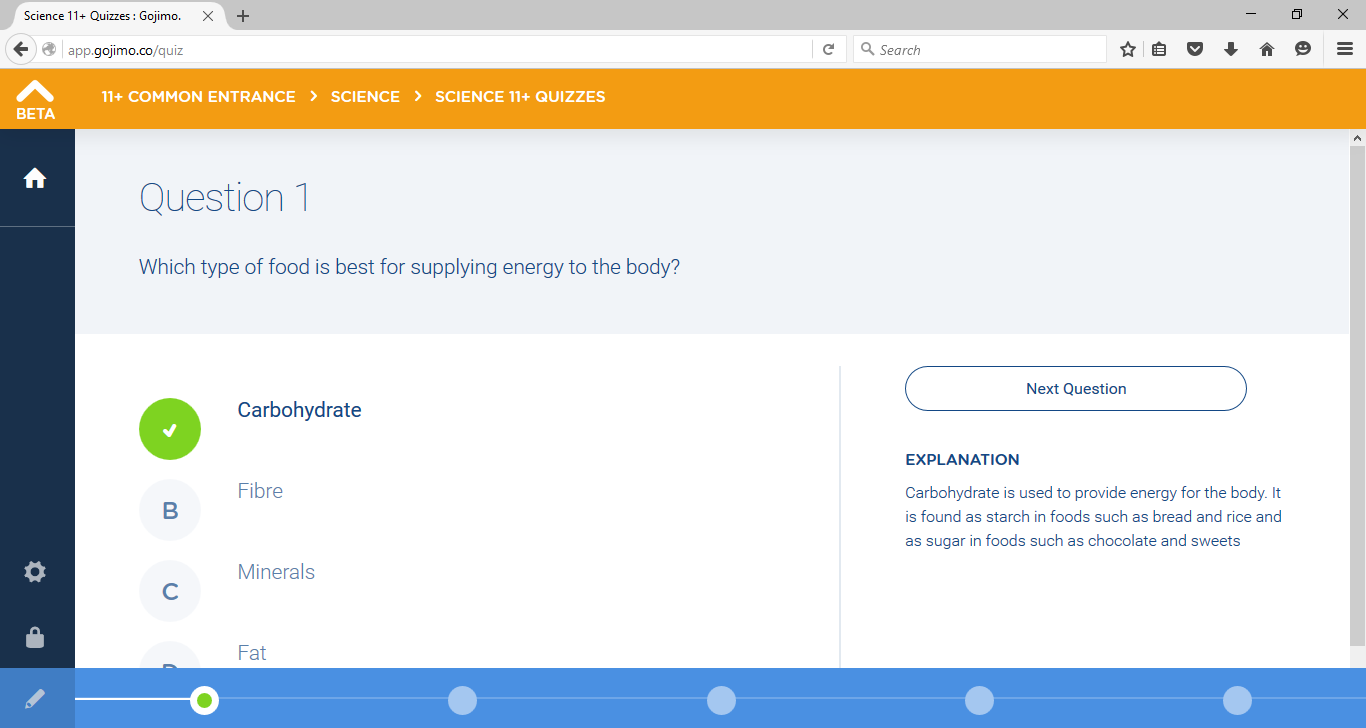 Science 11+ Quizzes : Gojimo.
app.gojimo.co/quiz
Search
BETA
11+ COMMON ENTRANCE > SCIENCE > SCIENCE 11+ QUIZZES
Question 1
Which type of food is best for supplying energy to the body?
Carbohydrate
B Fibre
C Minerals
D Fat
Next Question
EXPLANATION
Carbohydrate is used to provide energy for the body. It
is found as starch in foods such as bread and rice and
as sugar in foods such as chocolate and sweets